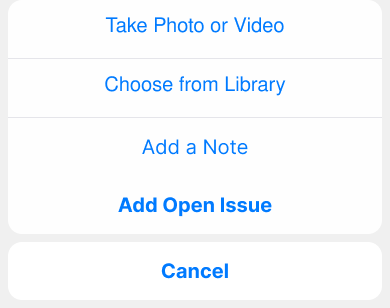 Take Photo or Video
Choose from Library
Add a Note
Add Open Issue
Cancel